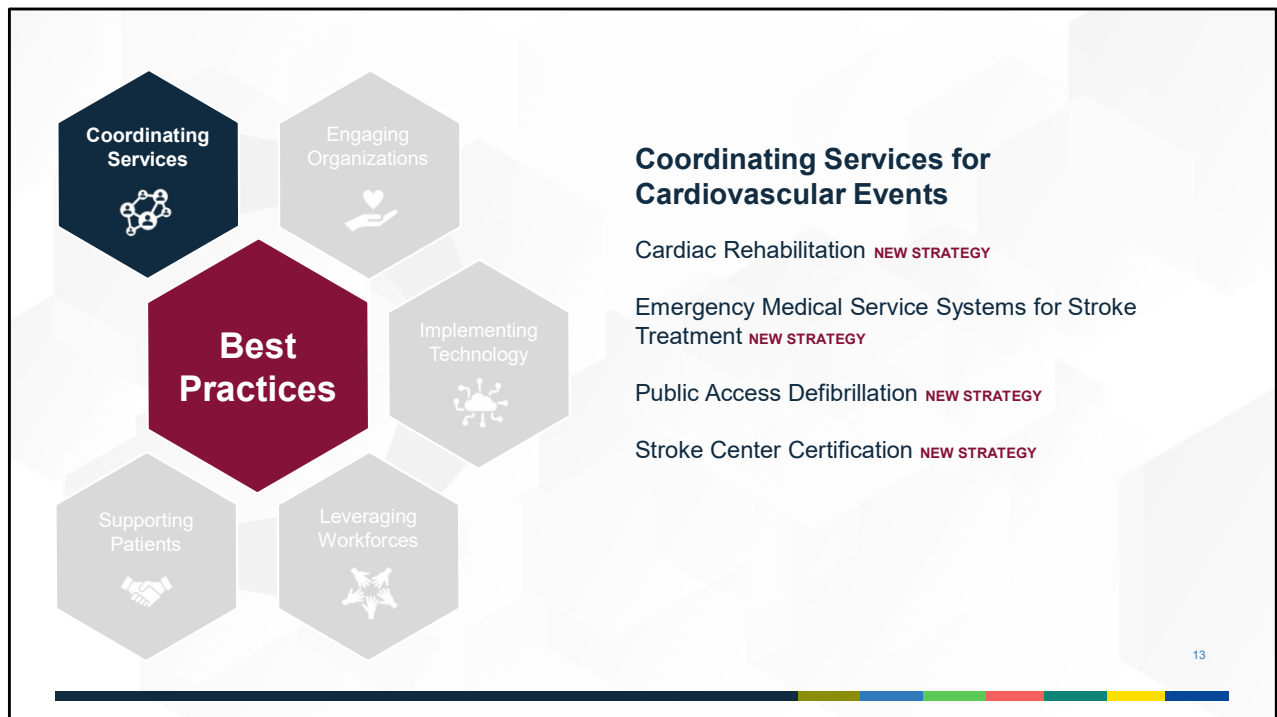 Coordinating
Services
Engaging
Organizations
Best
Practices
Implementing
Technology
Supporting
Patients
Leveraging
Workforces
Coordinating Services for
Cardiovascular Events
Cardiac Rehabilitation NEW STRATEGY
Emergency Medical Service Systems for Stroke
Treatment NEW STRATEGY
Public Access Defibrillation NEW STRATEGY
Stroke Center Certification NEW STRATEGY
13